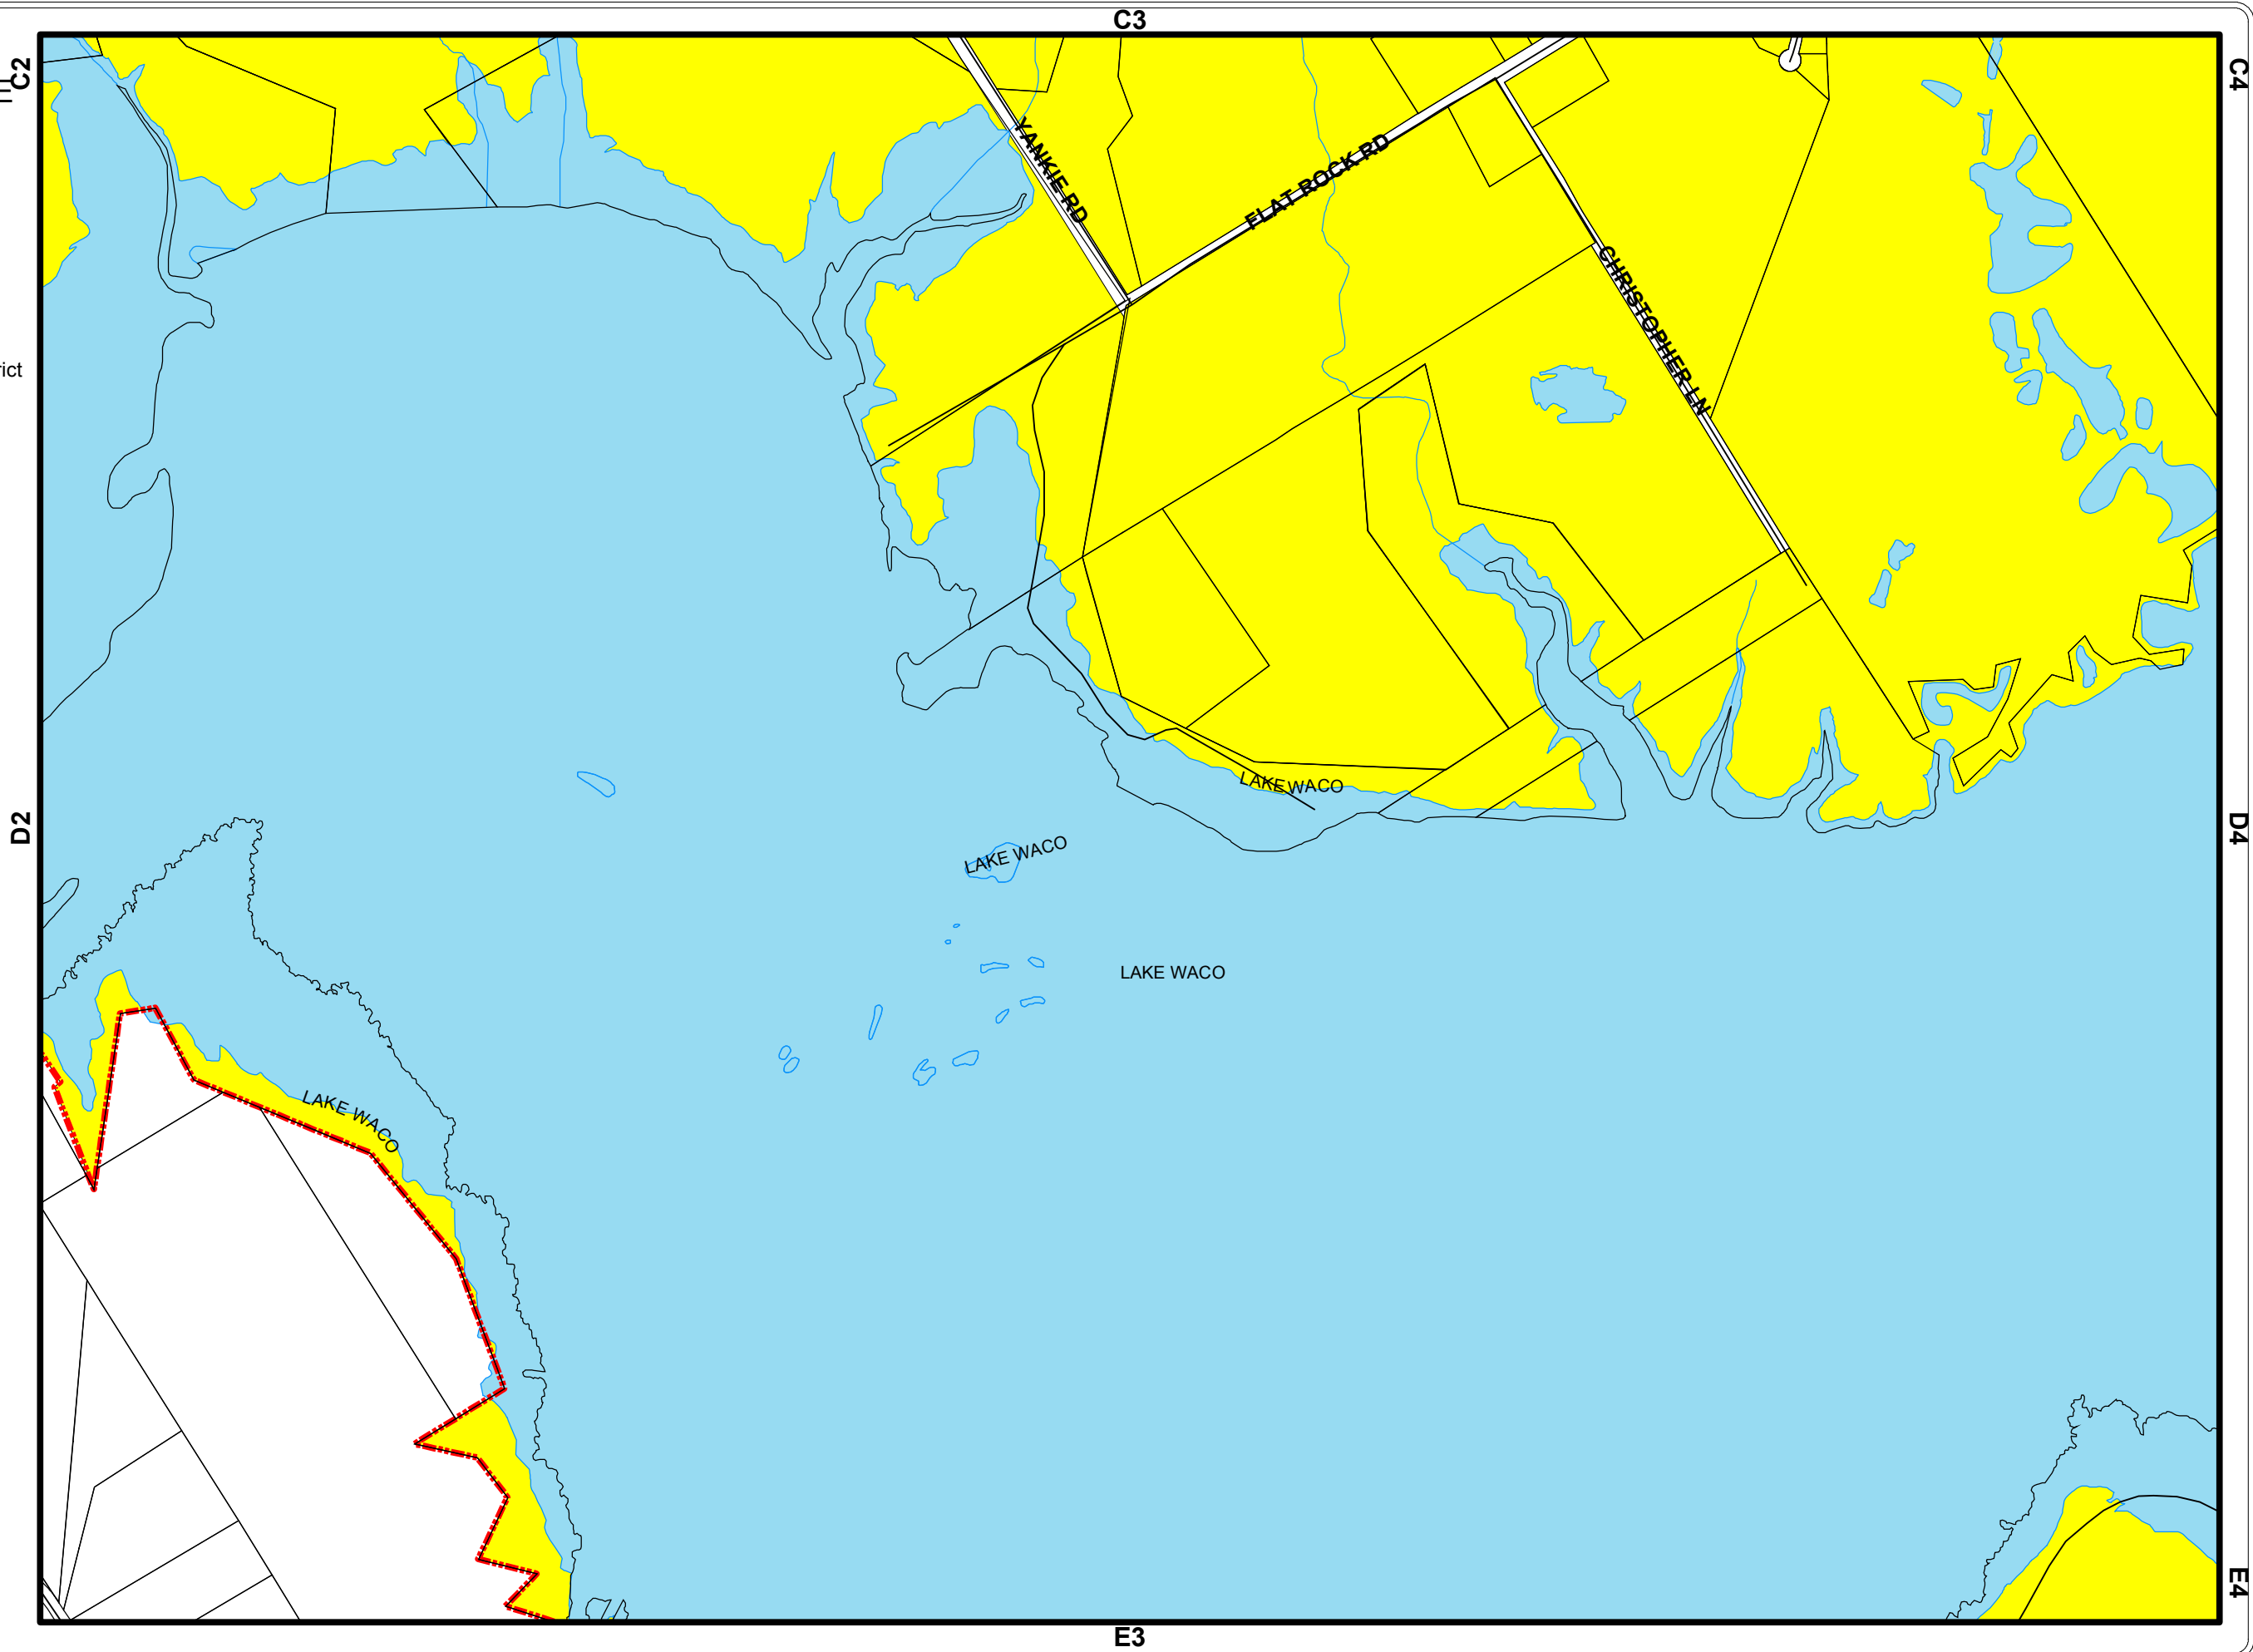 C3
C2
C4
YANKIE RD
FLAT ROCK RD
CHRISTOPHER LN
rict
LAKE WACO
D2
D4
LAKE WACO
LAKE WACO
LAKE WACO
E4
E3